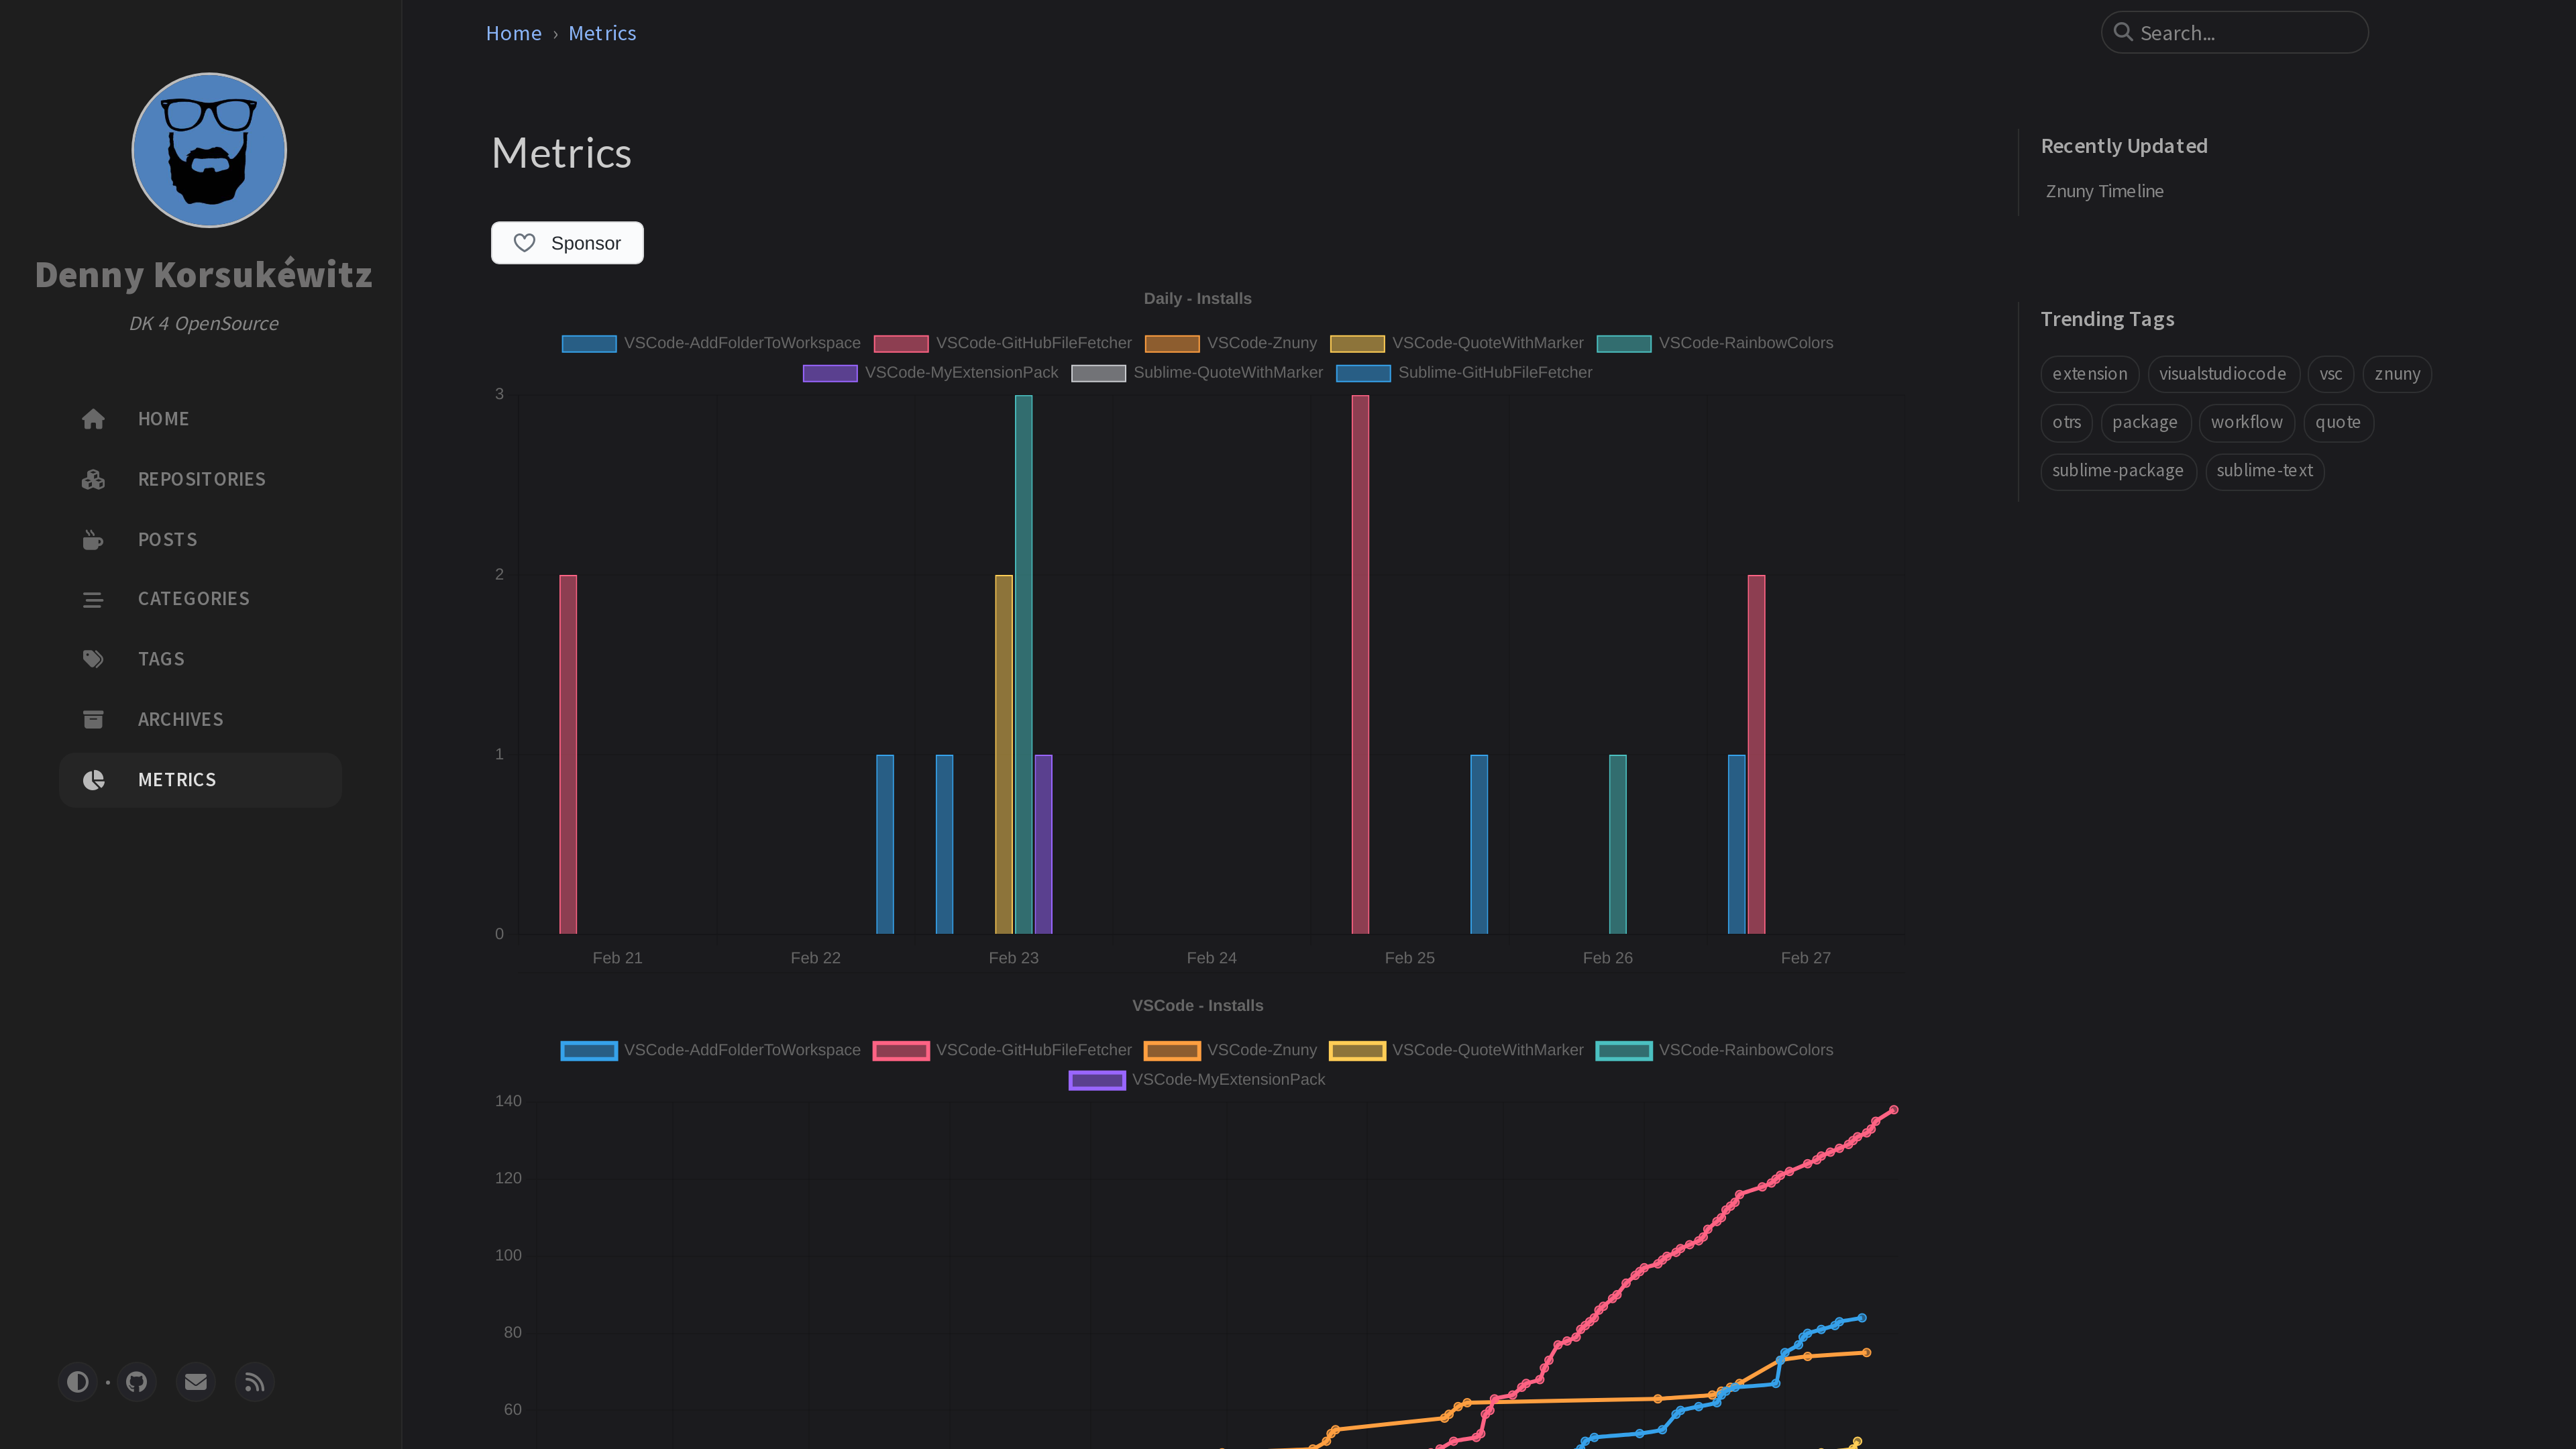 Denny Korsukéwitz
DK 4 OpenSource
HOME
REPOSITORIES
POSTS
CATEGORIES
TAGS
ARCHIVES
METRICS
Home › Metrics
Search...
Metrics
Sponsor
Daily - Installs
VSCode-AddFolderToWorkspace VSCode-GitHubFileFetcher VSCode-Znuny VSCode-QuoteWithMarker VSCode-RainbowColors
VSCode-MyExtensionPack Sublime-QuoteWithMarker Sublime-GitHubFileFetcher
3
2
1
0
Feb 21 Feb 22 Feb 23 Feb 24 Feb 25 Feb 26 Feb 27
VSCode - Installs
VSCode-AddFolderToWorkspace VSCode-GitHubFileFetcher VSCode-Znuny VSCode-QuoteWithMarker VSCode-RainbowColors
VSCode-MyExtensionPack
140
120
100
80
60
Recently Updated
Znuny Timeline
Trending Tags
extension visualstudiocode vsc znuny
otrs package workflow quote
sublime-package sublime-text